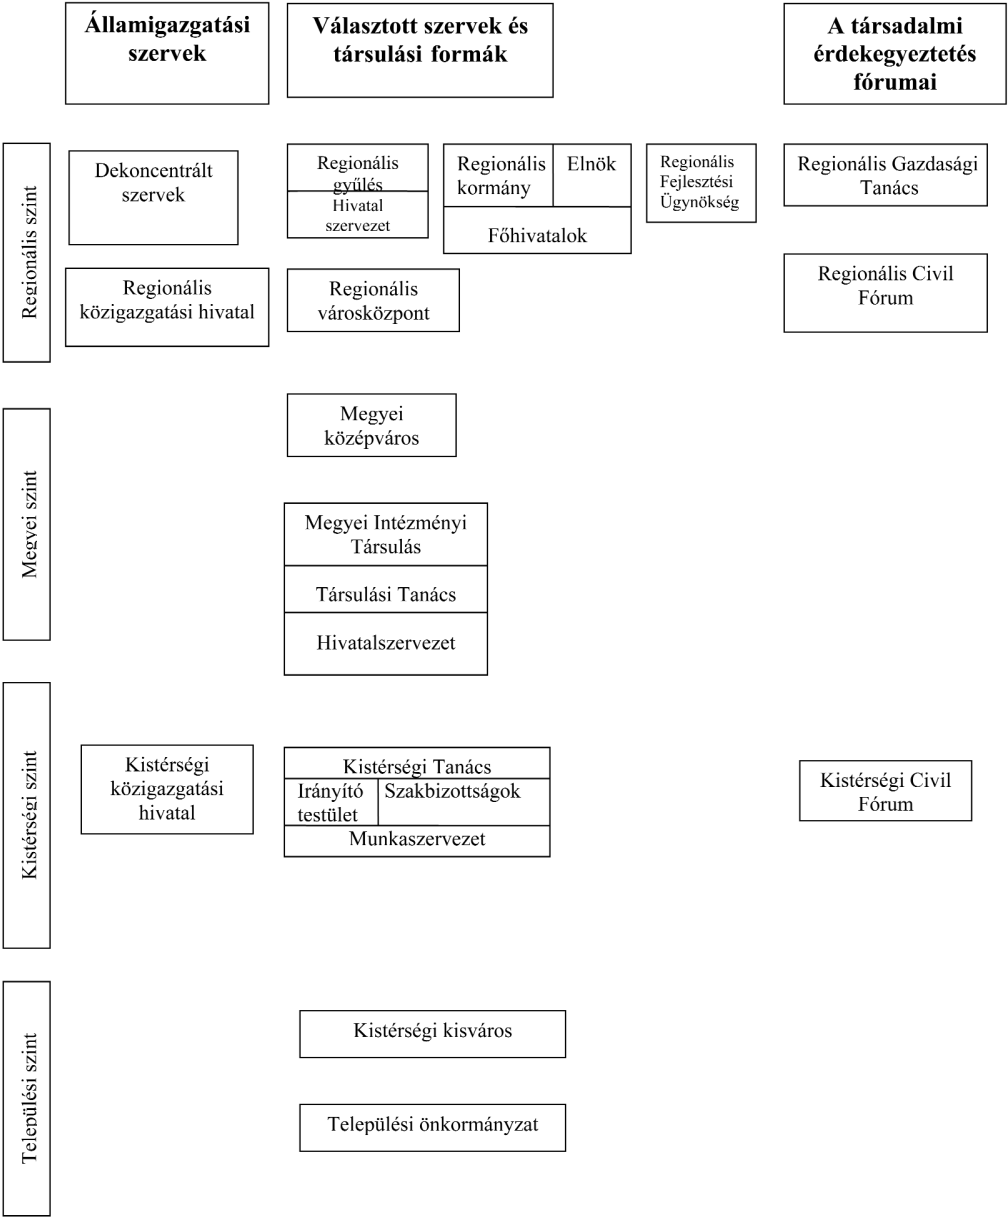 Államigazgatási
szervek
Választott szervek és
társulási formák
A társadalmi
érdekegyeztetés
fórumai
Regionális szint
Dekoncentrált
szervek
Regionális
gyűlés
Hivatal
szervezet
Regionális
kormány
Elnök
Főhivatalok
Regionális
Fejlesztési
Ügynökség
Regionális Gazdasági
Tanács
Regionális
közigazgatási hivatal
Regionális
városközpont
Regionális Civil
Fórum
Megyei szint
Megyei
középváros
Megyei Intézményi
Társulás
Társulási Tanács
Hivatalszervezet
Kistérségi szint
Kistérségi
közigazgatási
hivatal
Kistérségi Tanács
Irányító
testület
Szakbizottságok
Munkaszervezet
Kistérségi Civil
Fórum
Települési szint
Kistérségi kisváros
Települési önkormányzat